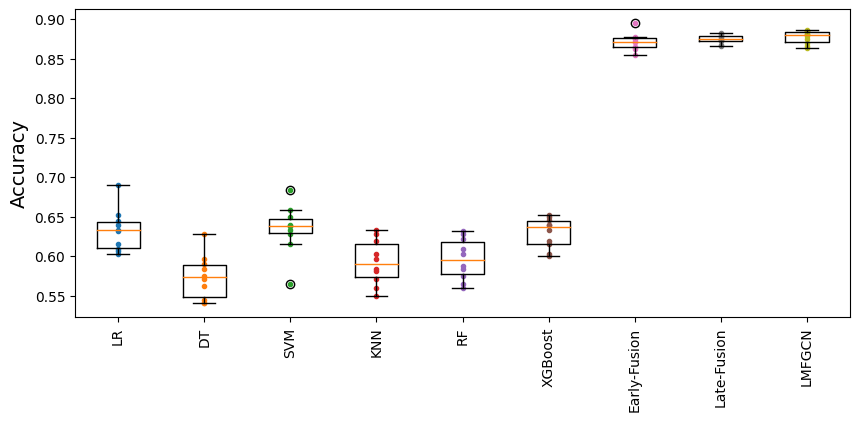 0.90
0.85
0.80
0.75
0.70
0.65
0.60
0.55
Accuracy
LR
DT
SVM
KNN
RF
XGBoost
Early-Fusion
Late-Fusion
LMFGCN